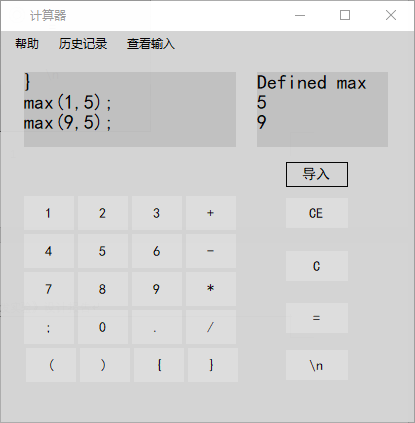 计算器
帮助 历史记录 查看输入
}
max(1,5);
max(9,5);
Defined max
5
9
导入
1 2 3 + CE
4 5 6 - C
7 8 9 *
; 0 . / =
( ) { } \n